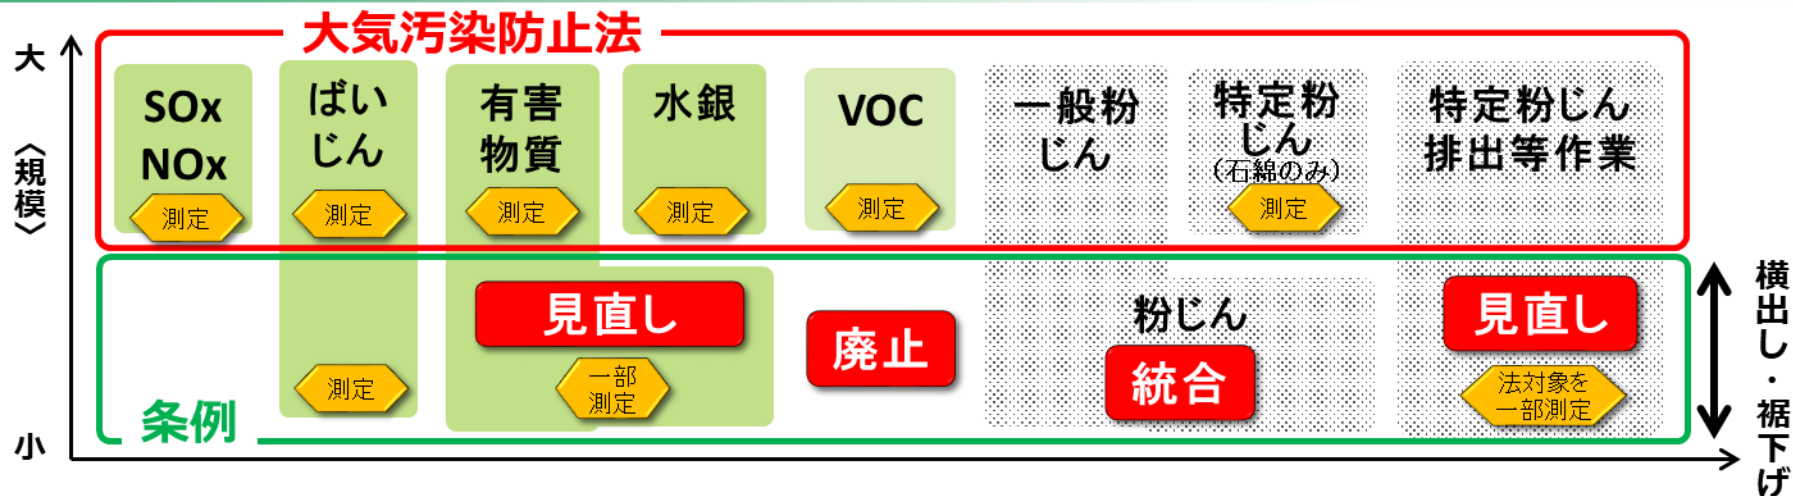 大気汚染防止法
大
〈規模〉
小
SOx
NOx
測定
ばい
じん
測定
有害
物質
測定
水銀
測定
VOC
測定
一般粉
じん
特定粉
じん
(石綿のみ)
測定
特定粉じん
排出等作業
条例
測定
見直し
一部
測定
廃止
粉じん
統合
見直し
法対象を
一部測定
横出し・裾下げ